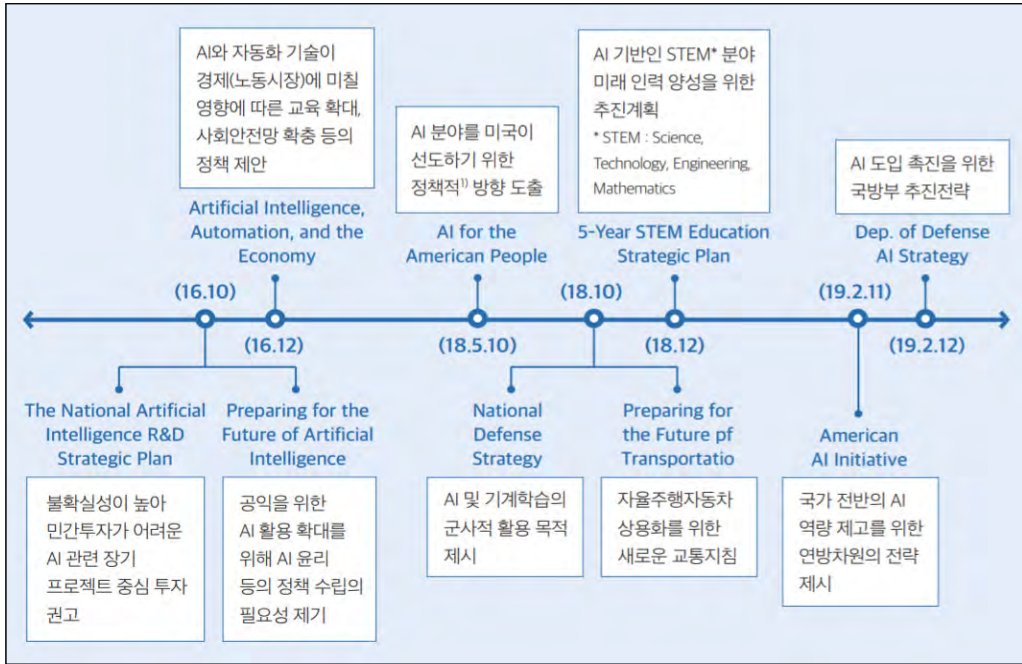 AI와 자동화 기술이
경제(노동시장)에 미칠
영향에 따른 교육 확대,
사회안전망 확충 등의
정책 제안
Artificial Intelligence,
Automation, and the
Economy
AI 분야를 미국이
선도하기 위한
정책적¹⁾ 방향 도출
AI for the
American People
AI 기반인 STEM* 분야
미래 인력 양성을 위한
추진계획
* STEM : Science,
Technology, Engineering,
Mathematics
5-Year STEM Education
Strategic Plan
AI 도입 촉진을 위한
국방부 추진전략
Dep. of Defense
AI Strategy
(16.10)
(16.12)
(18.5.10)
(18.10)
(18.12)
(19.2.11)
(19.2.12)
The National Artificial
Intelligence R&D
Strategic Plan
불확실성이 높아
민간투자가 어려운
AI 관련 장기
프로젝트 중심 투자
권고
Preparing for the
Future of Artificial
Intelligence
공익을 위한
AI 활용 확대를
위해 AI 윤리
등의 정책 수립의
필요성 제기
National
Defense
Strategy
AI 및 기계학습의
군사적 활용 목적
제시
Preparing for
the Future pf
Transportatio
자율주행자동차
상용화를 위한
새로운 교통지침
American
AI Initiative
국가 전반의 AI
역량 제고를 위한
연방차원의 전략
제시